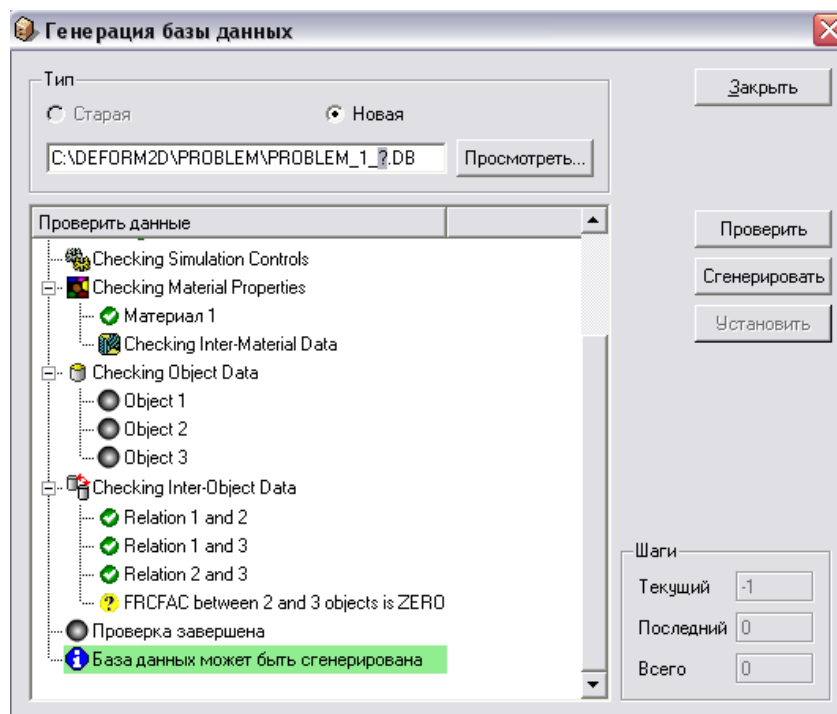 Генерация базы данных
Тип
Старая
Новая
Закрыть
C:\DEFORM2D\PROBLEM\PROBLEM_1_?.DB
Просмотреть...
Проверить данные
Проверить
Checking Simulation Controls
Сгенерировать
Checking Material Properties
Материал 1
Установить
Checking Inter-Material Data
Checking Object Data
Object 1
Object 2
Object 3
Checking Inter-Object Data
Relation 1 and 2
Relation 1 and 3
Relation 2 and 3
FRCFAC between 2 and 3 objects is ZERO
Проверка завершена
База данных может быть сгенерирована
Шаги
Текущий -1
Последний 0
Всего 0